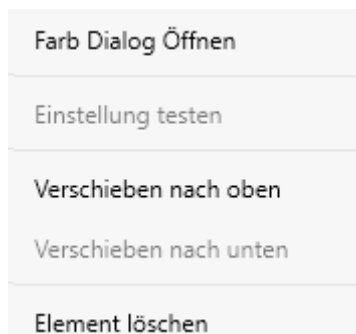 Farb Dialog Öffnen
Einstellung testen
Verschieben nach oben
Verschieben nach unten
Element löschen